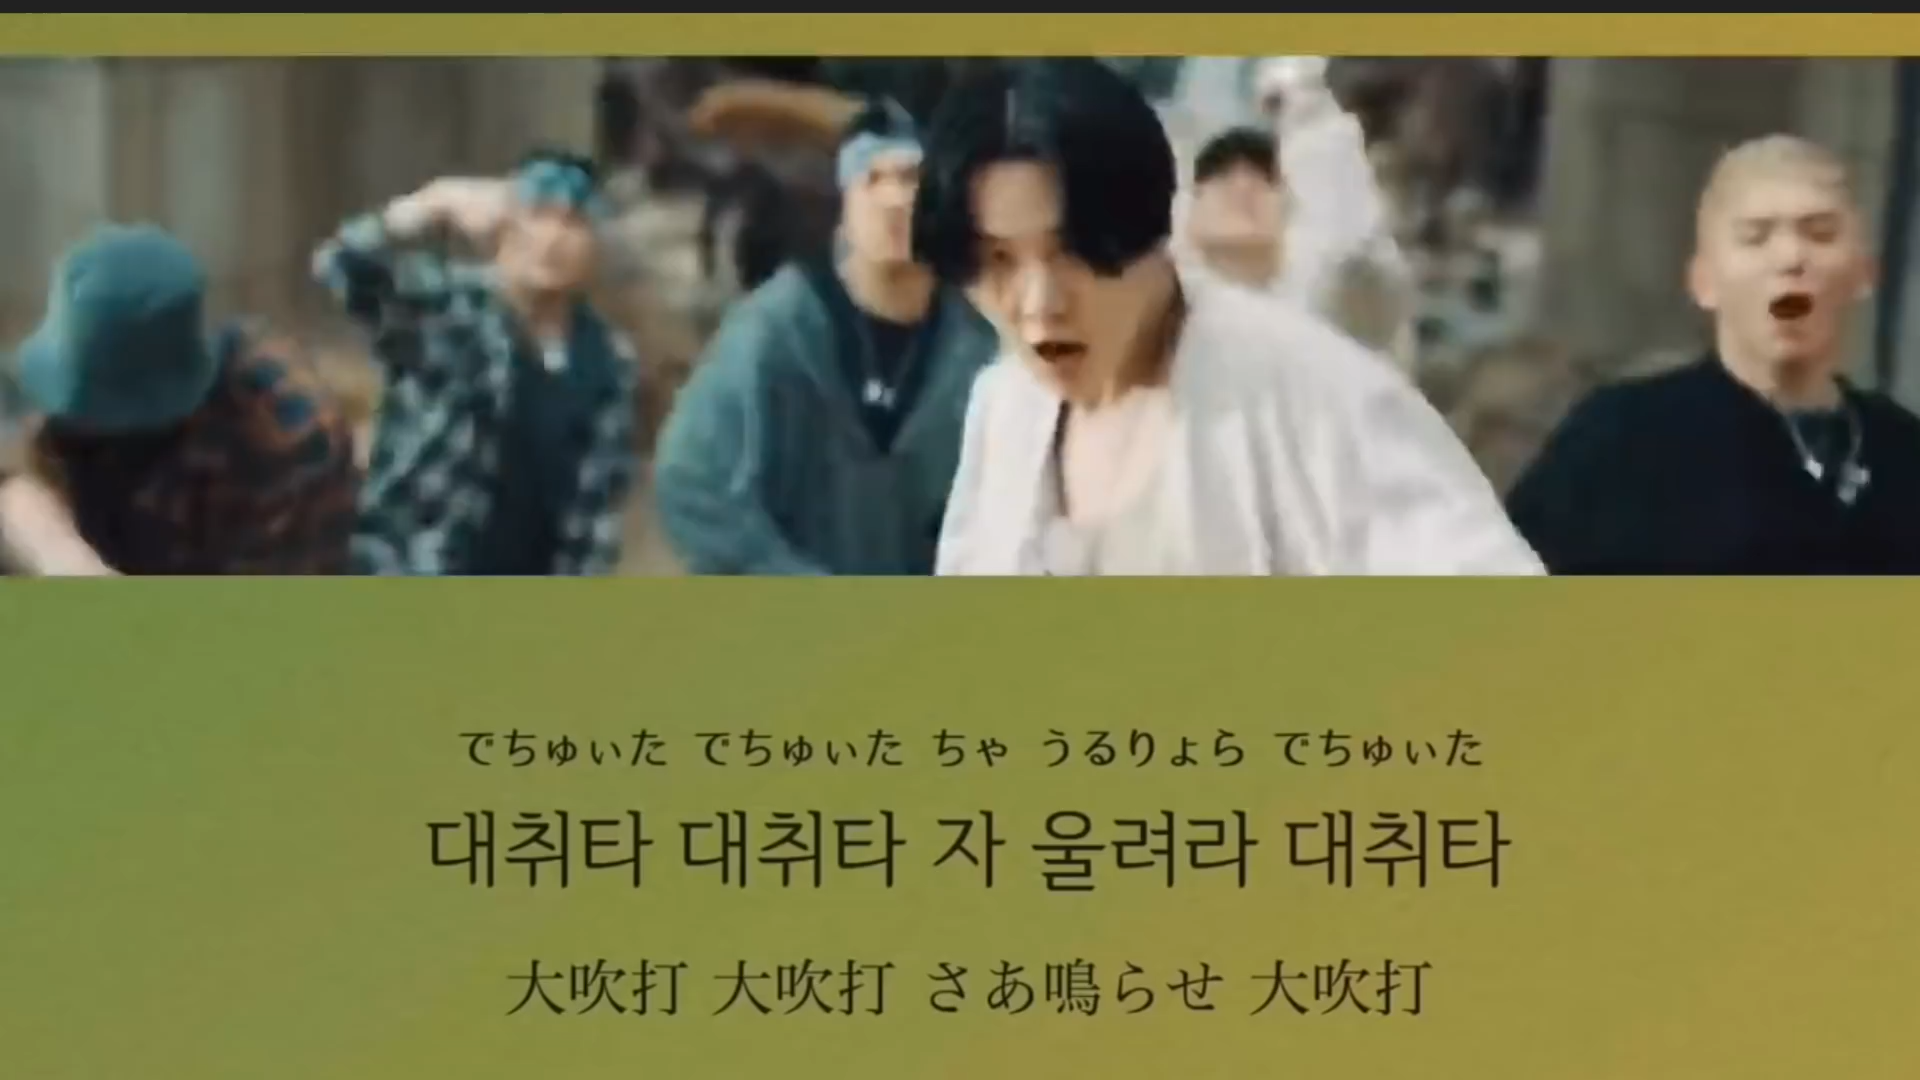 でちゅぃた でちゅぃた ちゃ うるりょら でちゅぃた
대취타 대취타 자 울려라 대취타
大吹打 大吹打 さあ鳴らせ 大吹打